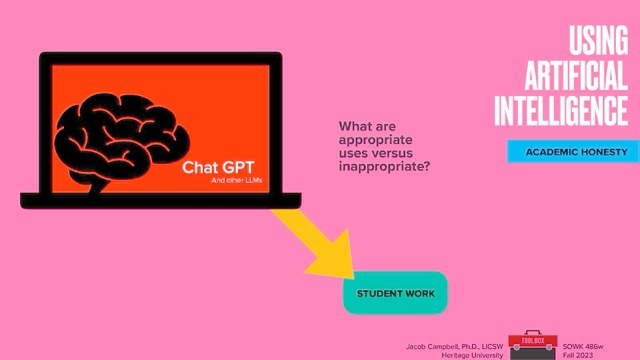 USING
ARTIFICIAL
INTELLIGENCE
ACADEMIC HONESTY
Chat GPT
And other LLMs
What are
appropriate
uses versus
inappropriate?
STUDENT WORK
Jacob Campbell, Ph.D., LICSW
Heritage University
TOOLBOX
SOWK 486w
Fall 2023